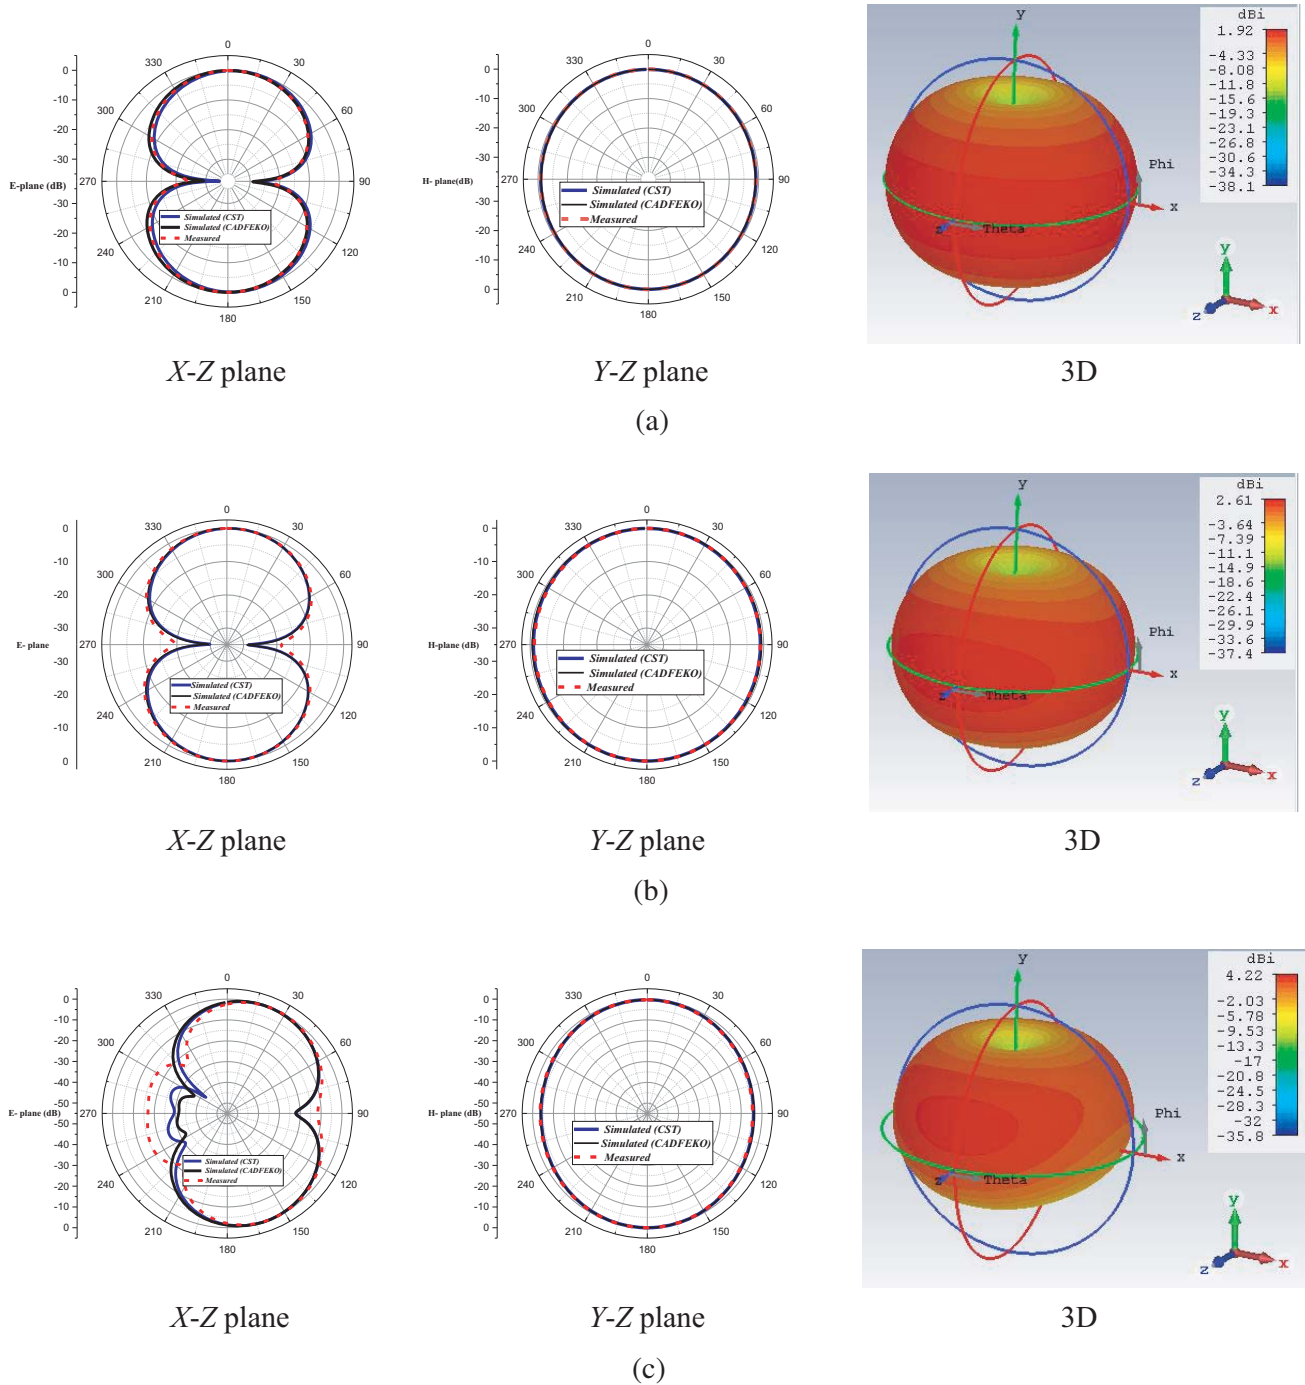 0
330
30
300
60
270
90
240
120
210
150
180
0
-10
-20
-30
-30
-20
-10
0
E-plane (dB)
Simulated (CST)
Simulated (CADFEKO)
Measured
X-Z plane
0
330
30
300
60
270
90
240
120
210
150
180
0
-10
-20
-30
-30
-20
-10
0
H- plane(dB)
Simulated (CST)
Simulated (CADFEKO)
Measured
Y-Z plane
y
Phi
x
z
Theta
dBi
1.92
-4.33
-8.08
-11.8
-15.6
-19.3
-23.1
-26.8
-30.6
-34.3
-38.1
y
z
x
3D
(a)
0
330
30
300
60
270
90
240
120
210
150
180
0
-10
-20
-30
-30
-20
-10
0
E- plane
Simulated (CST)
Simulated (CADFEKO)
Measured
X-Z plane
0
330
30
300
60
270
90
240
120
210
150
180
0
-10
-20
-30
-30
-20
-10
0
H-plane(dB)
Simulated (CST)
Simulated (CADFEKO)
Measured
Y-Z plane
y
Phi
x
z
Theta
dBi
2.61
-3.64
-7.39
-11.1
-14.9
-18.6
-22.4
-26.1
-29.9
-33.6
-37.4
y
z
x
3D
(b)
0
330
30
300
60
270
90
240
120
210
150
180
0
-10
-20
-30
-40
-50
-50
-40
-30
-20
-10
0
E- plane (dB)
Simulated (CST)
Simulated (CADFEKO)
Measured
X-Z plane
0
330
30
300
60
270
90
240
120
210
150
180
0
-10
-20
-30
-40
-50
-50
-40
-30
-20
-10
0
H- plane (dB)
Simulated (CST)
Simulated (CADFEKO)
Measured
Y-Z plane
y
Phi
x
z
Theta
dBi
4.22
-2.03
-5.78
-9.53
-13.3
-17
-20.8
-24.5
-28.3
-32
-35.8
y
z
x
3D
(c)